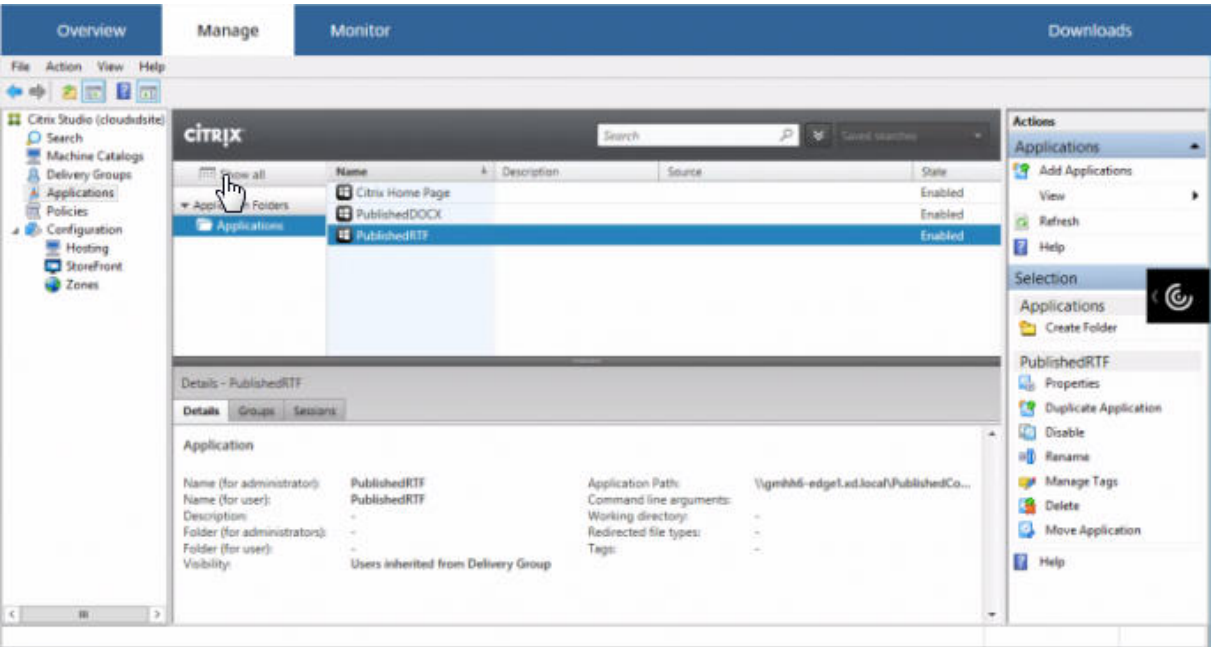 Overview Manage Monitor Downloads
File Action View Help
Citrix Studio (cloudxdsite)
Search
Machine Catalogs
Delivery Groups
Applications
Policies
Configuration
Hosting
StoreFront
Zones
CİTRIX
Search
Saved searches
Show all
Application Folders
Applications
Name Description Source State
Citrix Home Page Enabled
PublishedDOCX Enabled
PublishedRTF Enabled
Details - PublishedRTF
Details Groups Sessions
Application
Name (for administrator): PublishedRTF
Name (for user): PublishedRTF
Description: -
Folder (for administrators): -
Folder (for user): -
Visibility: Users inherited from Delivery Group
Application Path: \\gmhh6-edge1.xd.local\PublishedCo...
Command line arguments:
Working directory: -
Redirected file types: -
Tags: -
Actions
Applications
Add Applications
View
Refresh
Help
Selection
Applications
Create Folder
PublishedRTF
Properties
Duplicate Application
Disable
Rename
Manage Tags
Delete
Move Application
Help